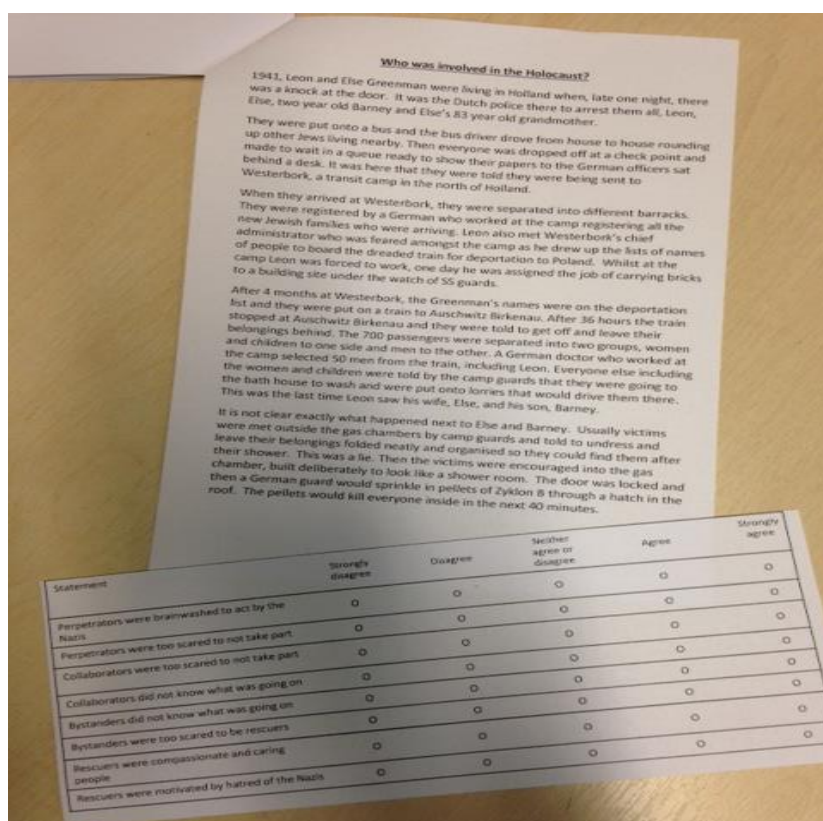 Who was involved in the Holocaust?
1941, Leon and Else Greenman were living in Holland when, late one night, there
was a knock at the door. It was the Dutch police there to arrest them all, Leon,
Else, two year old Barney and Else's 83 year old grandmother.
They were put onto a bus and the bus driver drove from house to house rounding
up other Jews living nearby. Then everyone was dropped off at a check point and
made to wait in a queue ready to show their papers to the German officers sat
behind a desk. It was here that they were told they were being sent to
Westerbork, a transit camp in the north of Holland.
When they arrived at Westerbork, they were separated into different barracks.
They were registered by a German who worked at the camp registering all the
new Jewish families who were arriving. Leon also met Westerbork's chief
administrator who was feared amongst the camp as he drew up the lists of names
of people to board the dreaded train for deportation to Poland. Whilst at the
camp Leon was forced to work, one day he was assigned the job of carrying bricks
to a building site under the watch of SS guards.
After 4 months at Westerbork, the Greenman's names were on the deportation
list and they were put on a train to Auschwitz Birkenau. After 36 hours the train
stopped at Auschwitz Birkenau and they were told to get off and leave their
belongings behind. The 700 passengers were separated into two groups, women
and children to one side and men to the other. A German doctor who worked at
the camp selected 50 men from the train, including Leon. Everyone else including
the women and children were told by the camp guards that they were going to
the bath house to wash and were put onto lorries that would drive them there.
This was the last time Leon saw his wife, Else, and his son, Barney.
It is not clear exactly what happened next to Else and Barney. Usually victims
were met outside the gas chambers by camp guards and told to undress and
leave their belongings folded neatly and organised so they could find them after
their shower. This was a lie. Then the victims were encouraged into the gas
chamber, built deliberately to look like a shower room. The door was locked and
then a German guard would sprinkle in pellets of Zyklon B through a hatch in the
roof. The pellets would kill everyone inside in the next 40 minutes.
Statement Strongly disagree Disagree Neither agree or disagree Agree Strongly agree
Perpetrators were brainwashed to act by the
Nazis
Perpetrators were too scared to not take part
Collaborators were too scared to not take part
Collaborators did not know what was going on
Bystanders did not know what was going on
Bystanders were too scared to be rescuers
Rescuers were compassionate and caring
people
Rescuers were motivated by hatred of the Nazis